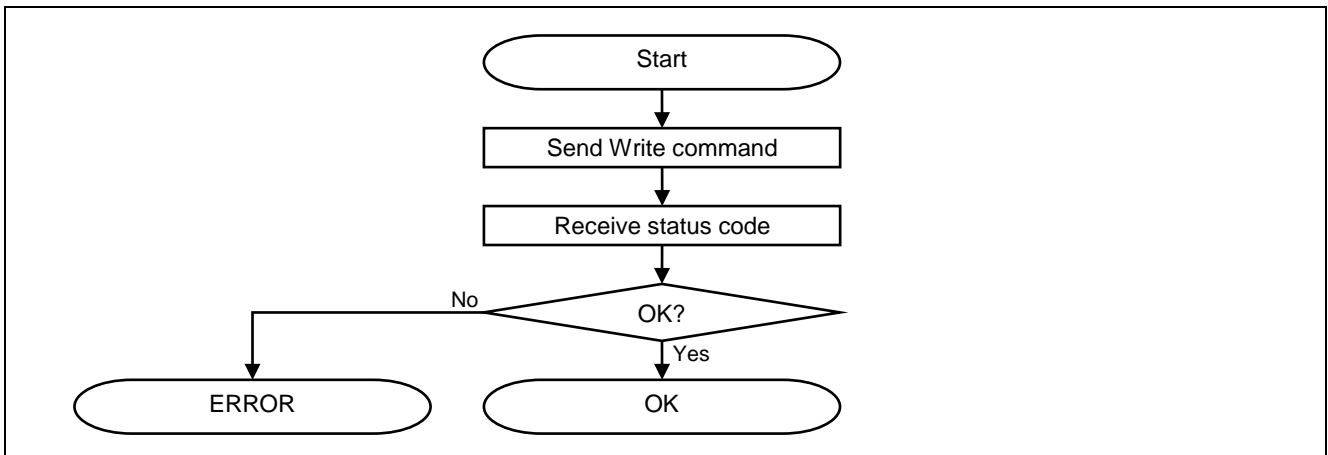 Start
Send Write command
Receive status code
No
OK?
Yes
ERROR
OK